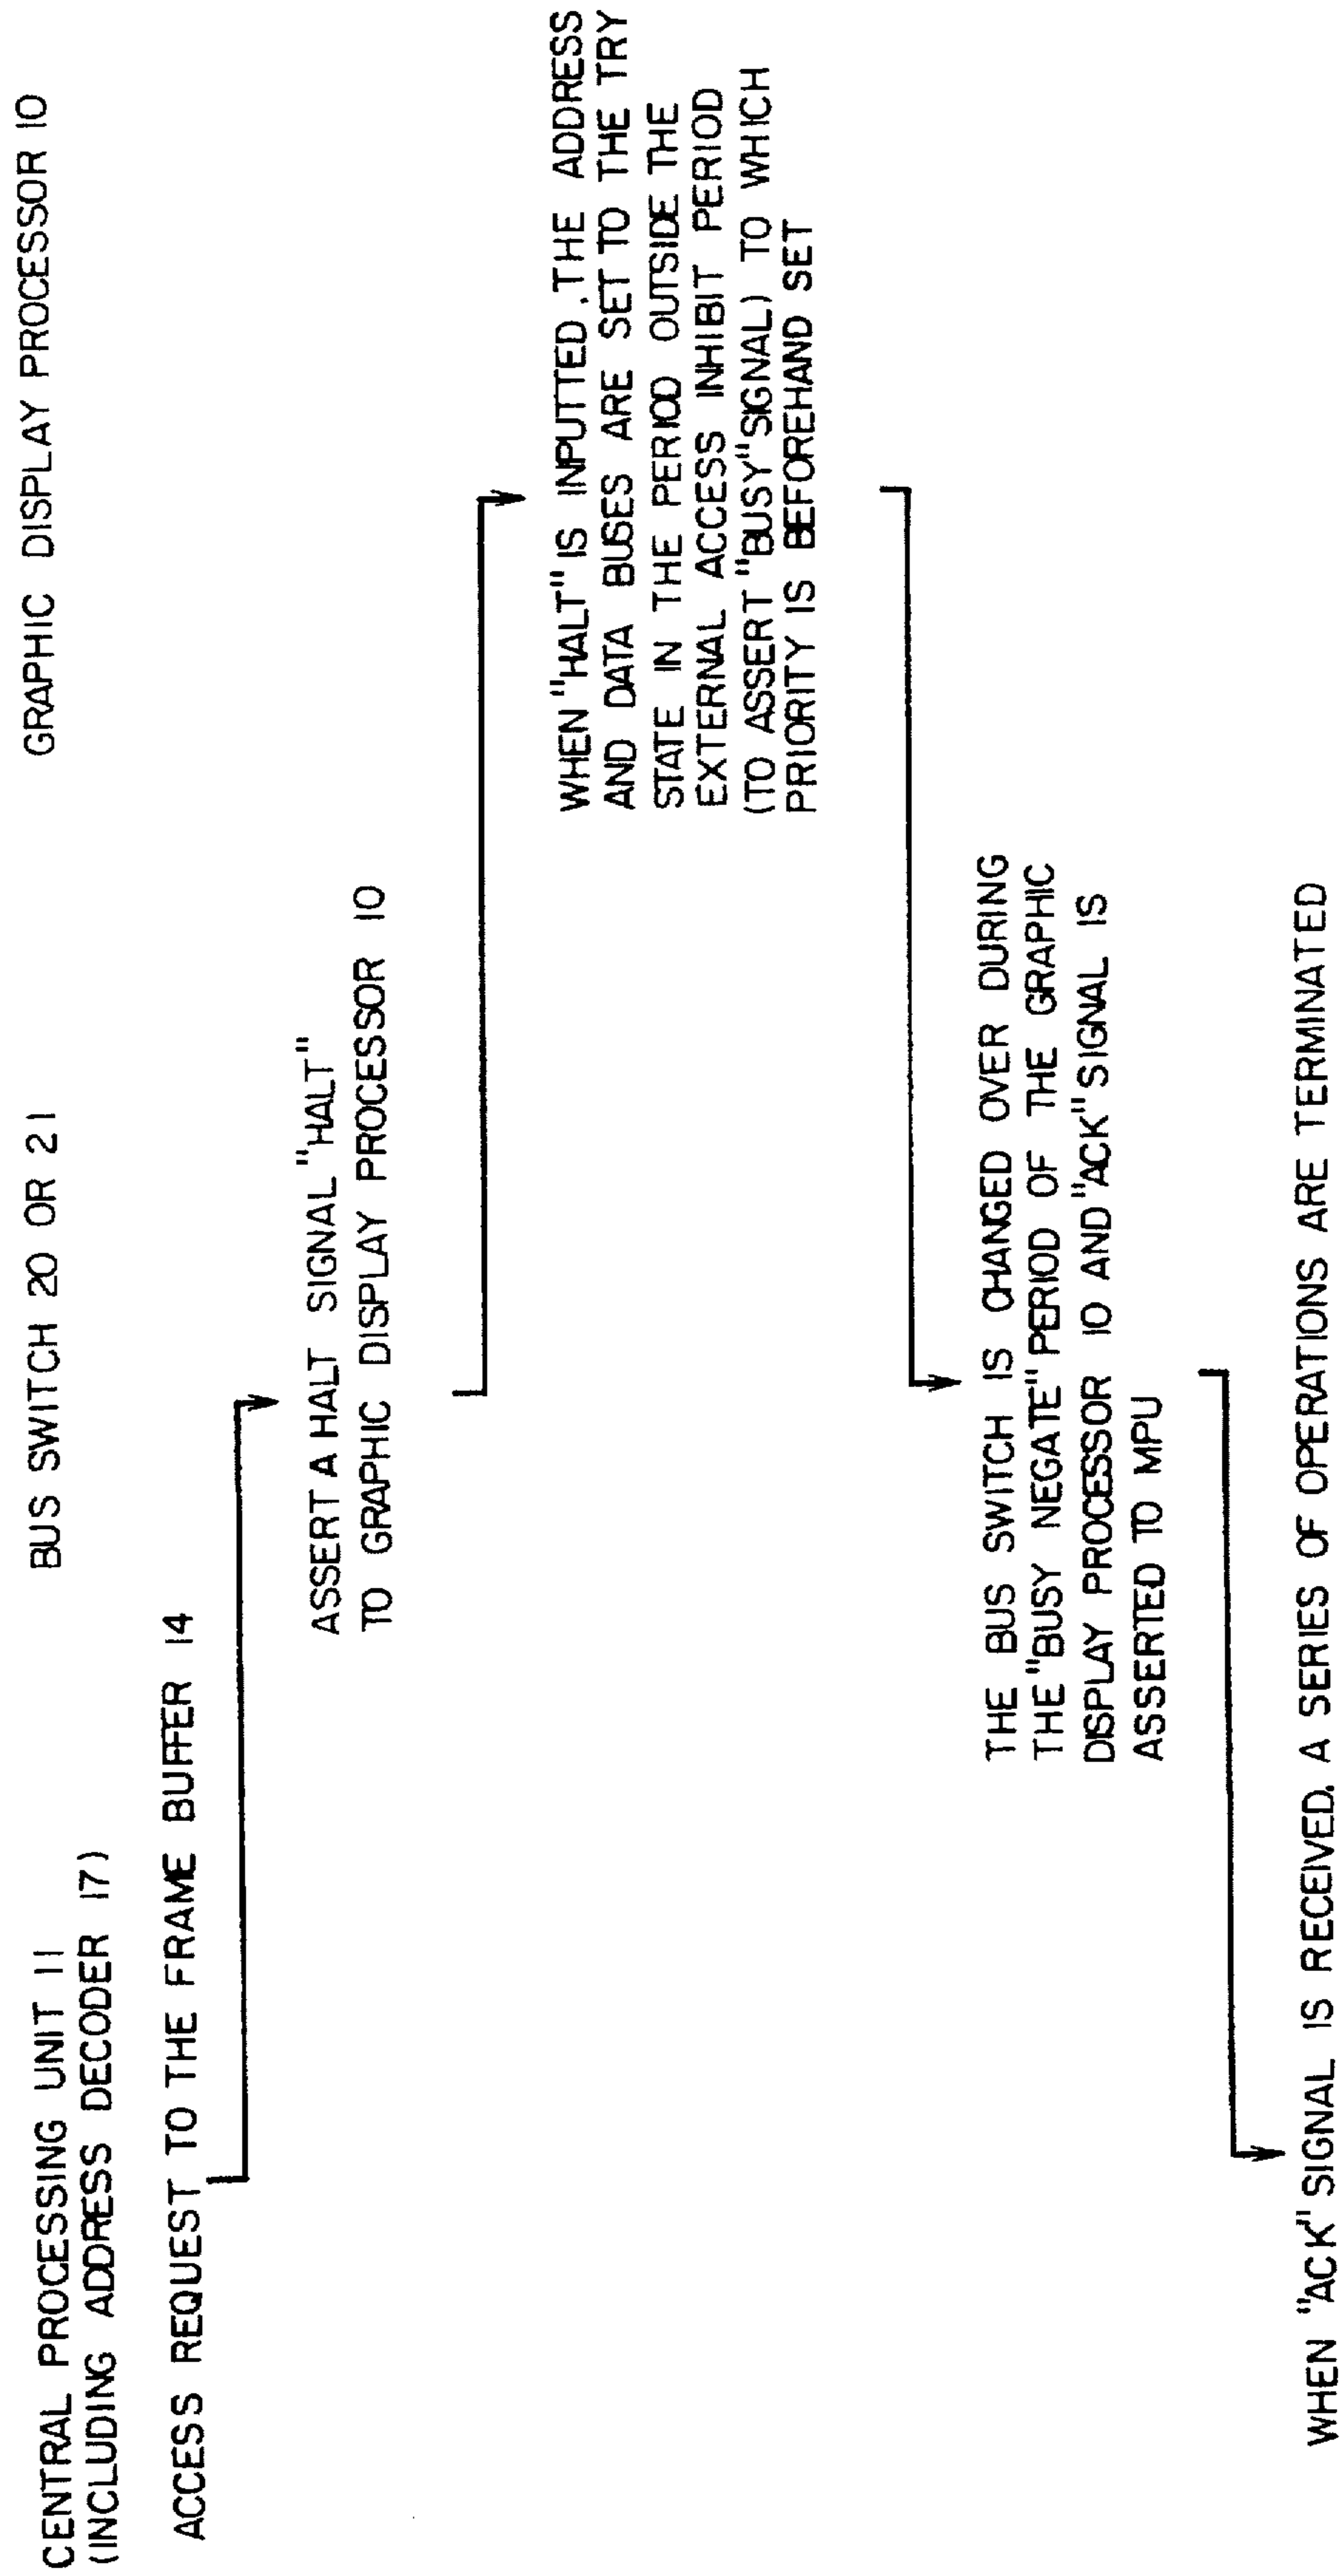 CENTRAL PROCESSING UNIT 11
(INCLUDING ADDRESS DECODER 17)
BUS SWITCH 20 OR 21
GRAPHIC DISPLAY PROCESSOR 10
ACCESS REQUEST TO THE FRAME BUFFER 14
ASSERT A HALT SIGNAL "HALT"
TO GRAPHIC DISPLAY PROCESSOR 10
WHEN "HALT" IS INPUTTED, THE ADDRESS
AND DATA BUSES ARE SET TO THE TRY
STATE IN THE PERIOD OUTSIDE THE
EXTERNAL ACCESS INHIBIT PERIOD
(TO ASSERT "BUSY" SIGNAL) TO WHICH
PRIORITY IS BEFOREHAND SET
THE BUS SWITCH IS CHANGED OVER DURING
THE "BUSY NEGATE" PERIOD OF THE GRAPHIC
DISPLAY PROCESSOR 10 AND "ACK" SIGNAL IS
ASSERTED TO MPU
WHEN "ACK" SIGNAL IS RECEIVED. A SERIES OF OPERATIONS ARE TERMINATED